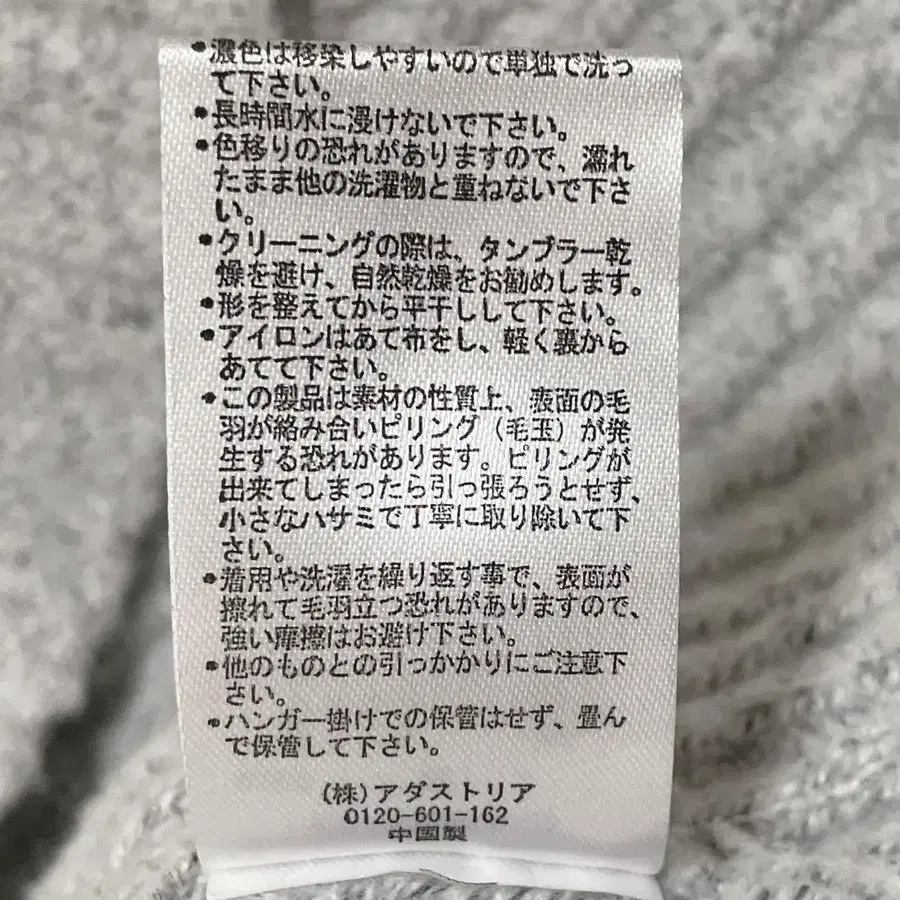 •濃色は移染しやすいので単独で洗っ
て下さい。
•長時間水に浸けないで下さい。
•色移りの恐れがありますので、濡れ
たまま他の洗濯物と重ねないで下さ
い。
•クリーニングの際は、タンブラー乾
燥を避け、自然乾燥をお勧めします。
•形を整えてから平干しして下さい。
•アイロンはあて布をし、軽く裏から
あてて下さい。
•この製品は素材の性質上、表面の毛
羽が絡み合いピリング（毛玉）が発
生する恐れがあります。ピリングが
出来てしまったら引っ張ろうとせず、
小さなハサミで丁寧に取り除いて下
さい。
•着用や洗濯を繰り返す事で、表面が
擦れて毛羽立つ恐れがありますので、
強い摩擦はお避け下さい。
•他のものとの引っかかりにご注意下
さい。
•ハンガー掛けでの保管はせず、畳ん
で保管して下さい。
(株)アダストリア
0120-601-162
中国製